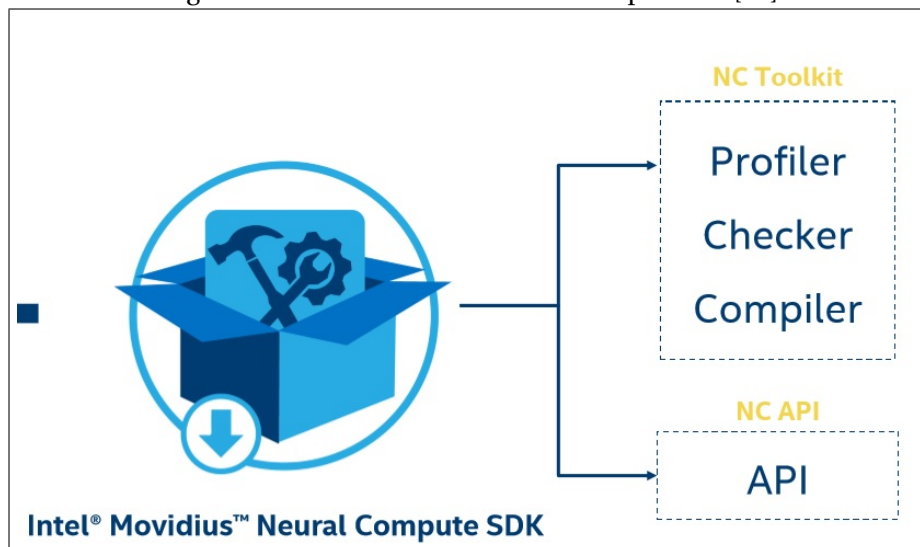 NC Toolkit
Profiler
Checker
Compiler
NC API
API
Intel® Movidius™ Neural Compute SDK